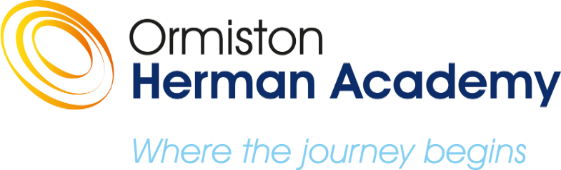 Ormiston
Herman Academy
Where the journey begins